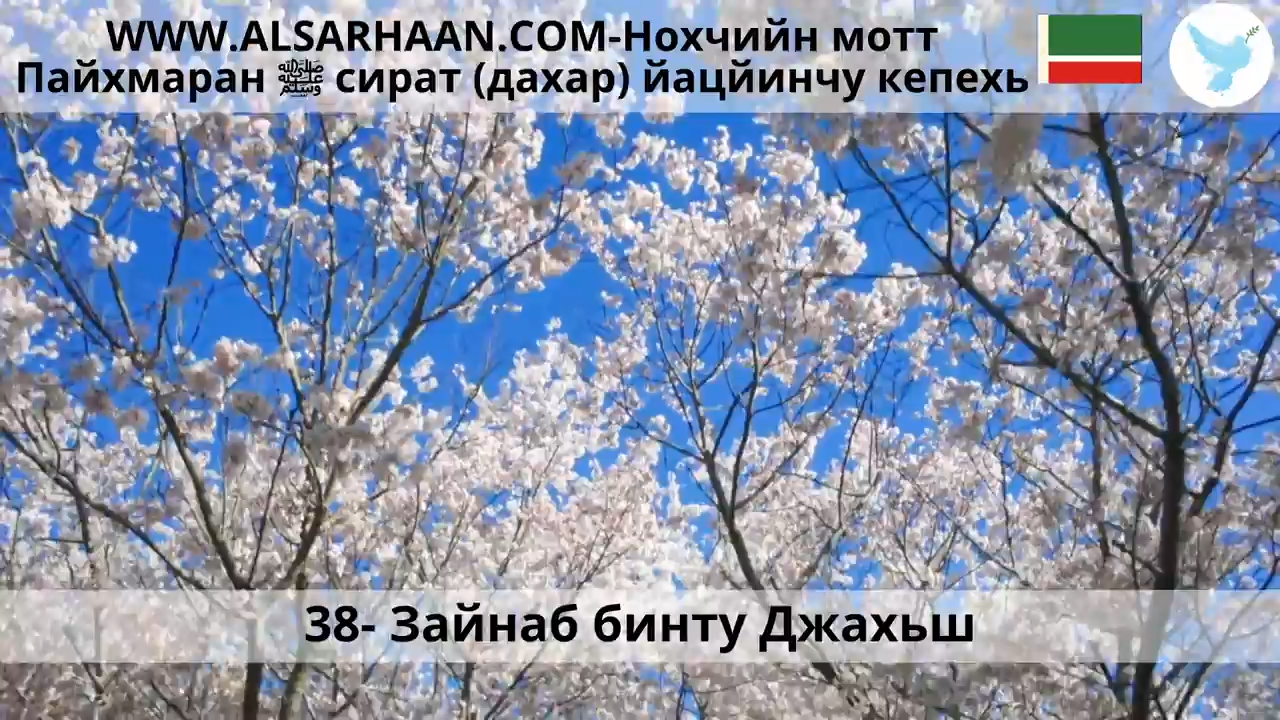 WWW.ALSARHAAN.COM-Нохчийн мотт
Пайхмаран ﷺ сират (дахар) йацйинчу кепехь
38- Зайнаб бинту Джахьш